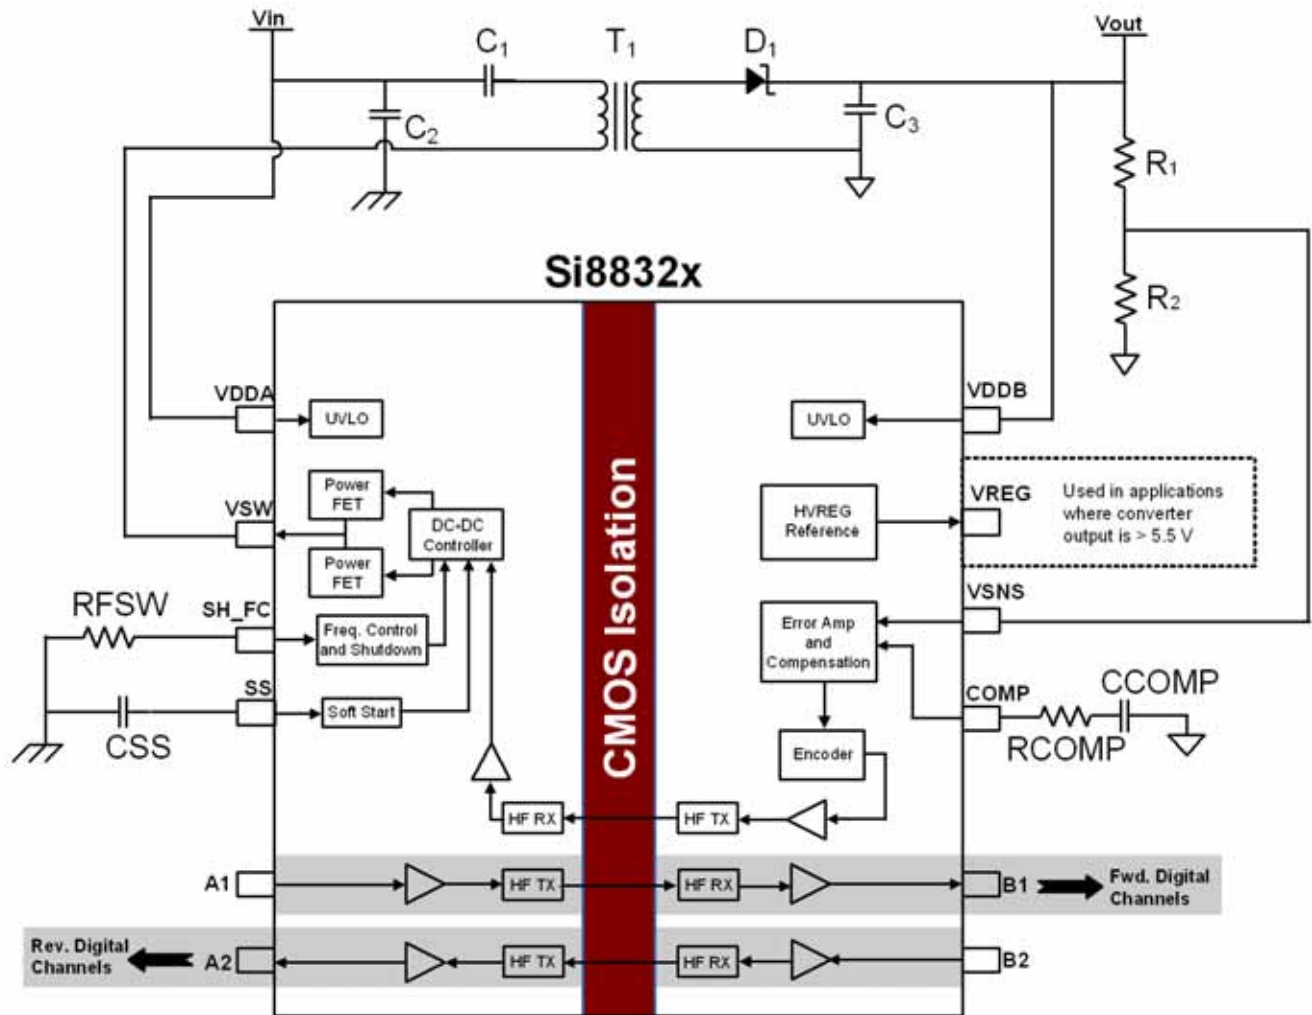 Vin
Vout
C1
T1
D1
C2
C3
R1
R2
Si8832x
VDDA
UVLO
UVLO
VDDB
Power
FET
VSW
DC-DC
Controller
Power
FET
HVREG
Reference
VREG
Used in applications
where converter
output is > 5.5 V
CMOS Isolation
RFSW
SH_FC
Freq. Control
and Shutdown
Error Amp
and
Compensation
VSNS
SS
Soft Start
CSS
COMP
CCOMP
RCOMP
Encoder
HF RX
HF TX
A1
HF TX
HF RX
B1
Fwd. Digital
Channels
Rev. Digital
Channels
A2
HF TX
HF RX
B2